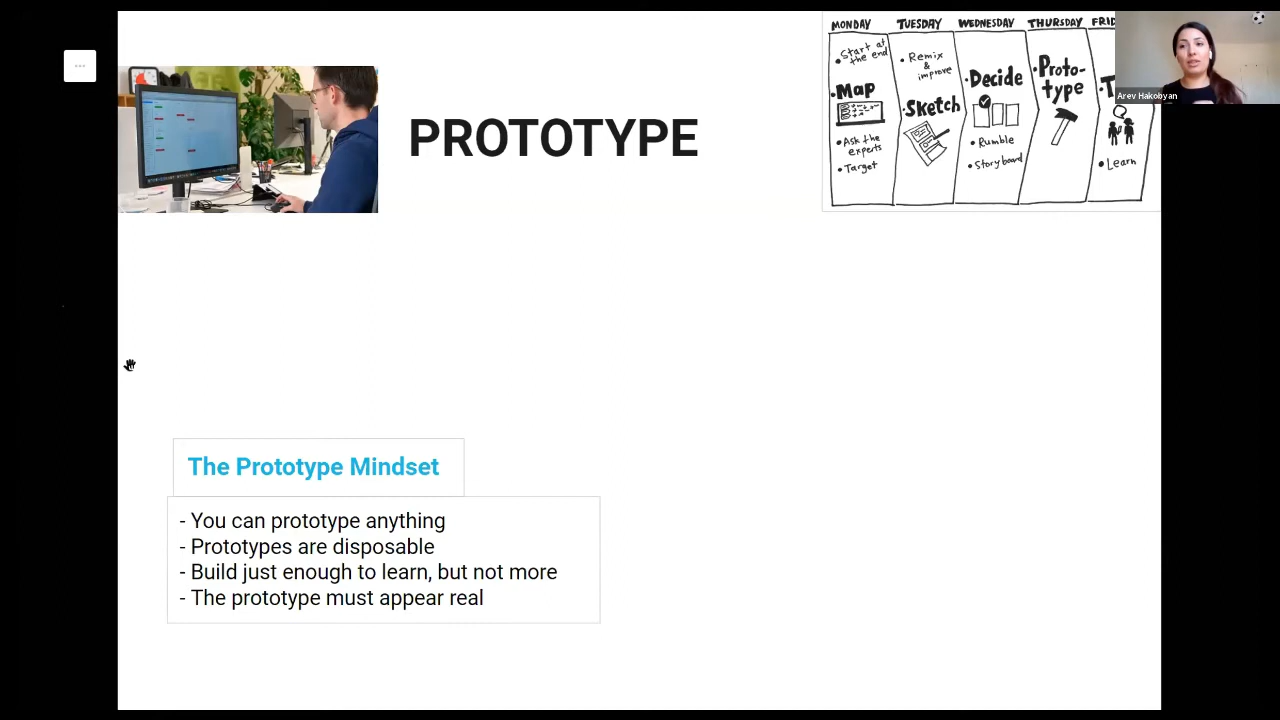 PROTOTYPE
MONDAY TUESDAY WEDNESDAY THURSDAY
• Start at
the end
• Map
• Ask the
experts
• Target
• Remix
&
improve
• Sketch
• Decide
• Rumble
• Storyboard
• Proto-
type
• Learn
Arev Hakobyan
The Prototype Mindset
- You can prototype anything
- Prototypes are disposable
- Build just enough to learn, but not more
- The prototype must appear real